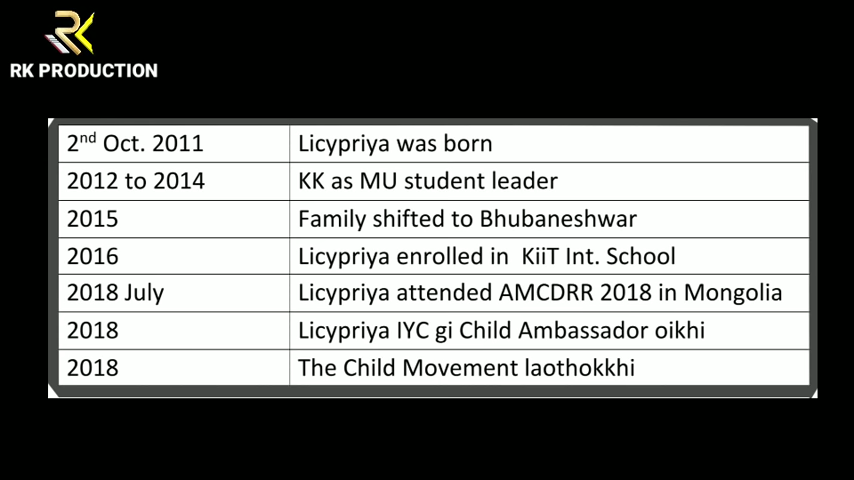 RK PRODUCTION
2nd Oct. 2011 Licypriya was born
2012 to 2014 KK as MU student leader
2015 Family shifted to Bhubaneshwar
2016 Licypriya enrolled in KiiT Int. School
2018 July Licypriya attended AMCDRR 2018 in Mongolia
2018 Licypriya IYC gi Child Ambassador oikhi
2018 The Child Movement laothokkhi